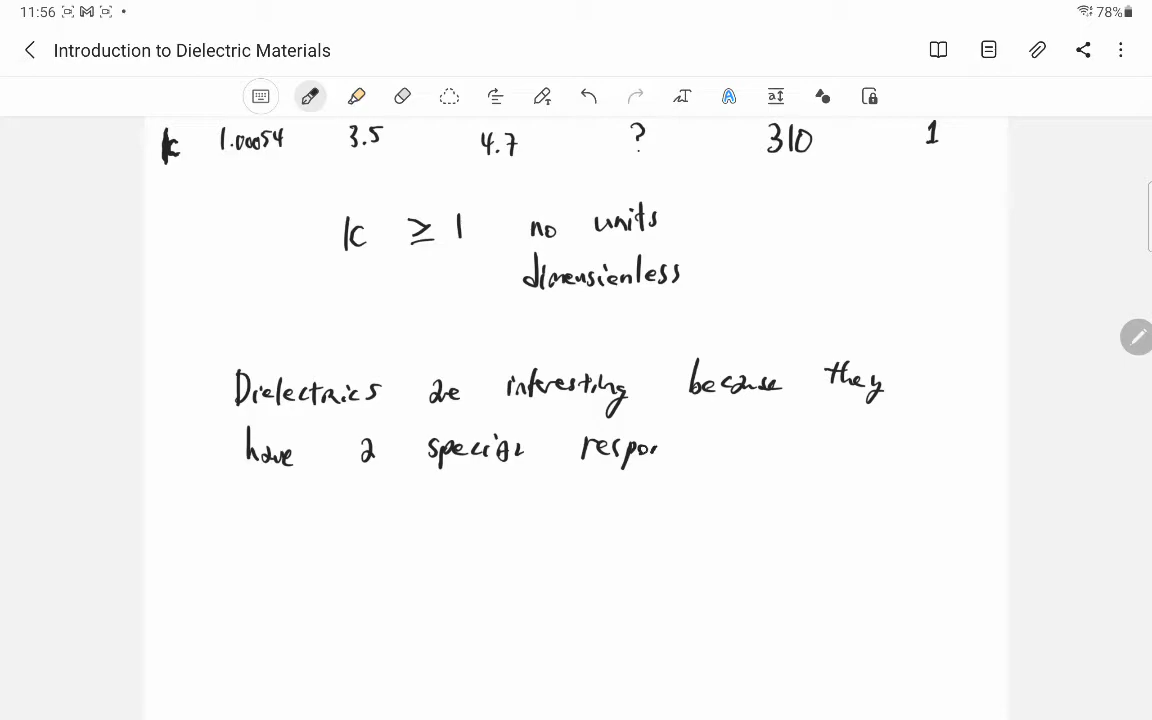 11:56
78%
Introduction to Dielectric Materials
k 1.00054 3.5 4.7 ? 310 1
k ≥ 1 no units
dimensionless
Dielectrics are interesting because they
have a special respon